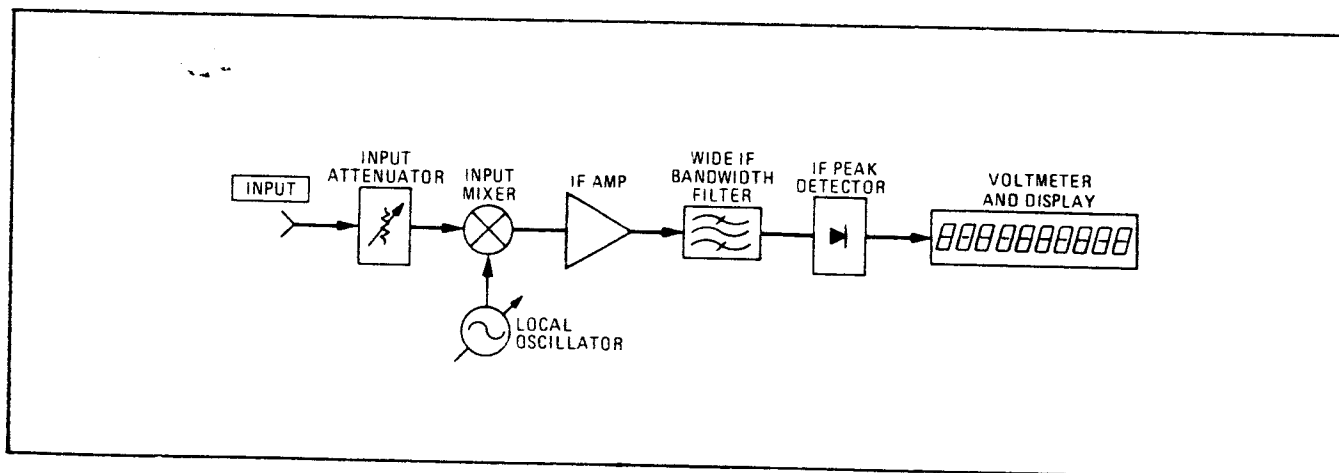 INPUT
INPUT
ATTENUATOR
INPUT
MIXER
IF AMP
WIDE IF
BANDWIDTH
FILTER
IF PEAK
DETECTOR
VOLTMETER
AND DISPLAY
8888888888
LOCAL
OSCILLATOR